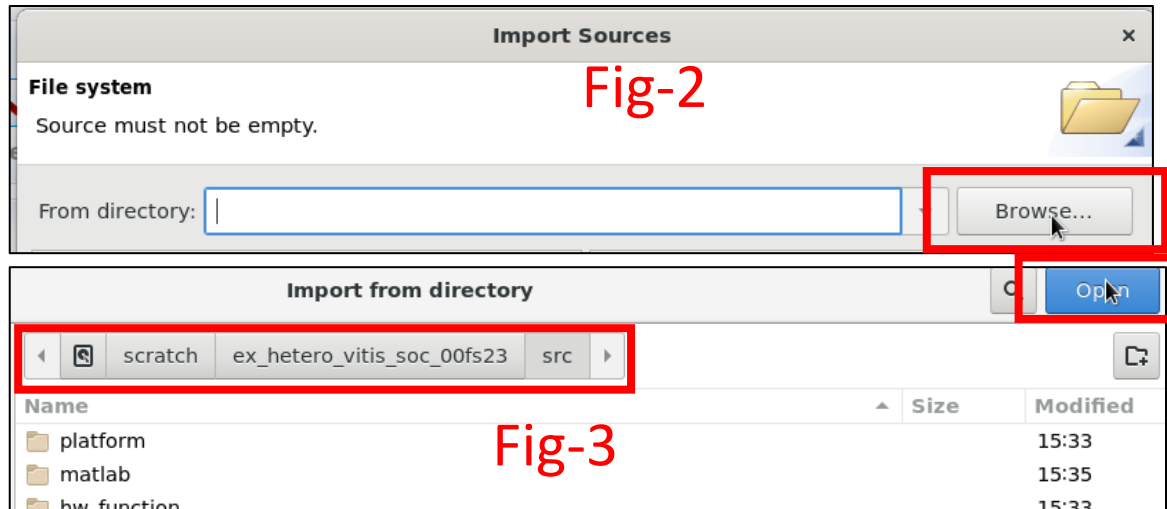 Import Sources ×
Fig-2
File system
Source must not be empty.
From directory: Browse...
Import from directory Open
scratch ex_hetero_vitis_soc_00fs23 src
Name Size Modified
Fig-3
platform 15:33
matlab 15:35
hw_function 15:33